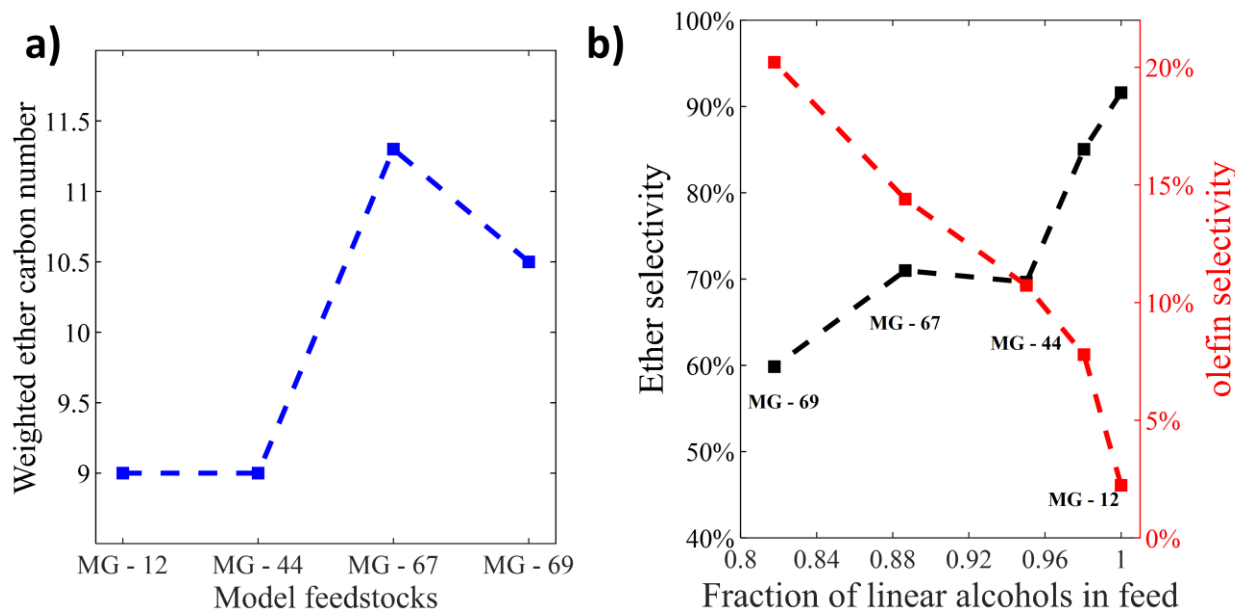 a)
Weighted ether carbon number
11.5
11
10.5
10
9.5
9
MG - 12
MG - 44
MG - 67
MG - 69
Model feedstocks
b)
Ether selectivity
100%
90%
80%
70%
60%
50%
40%
MG - 69
MG - 67
MG - 44
MG - 12
0.8
0.84
0.88
0.92
0.96
1
Fraction of linear alcohols in feed
20%
15%
10%
5%
0%
olefin selectivity